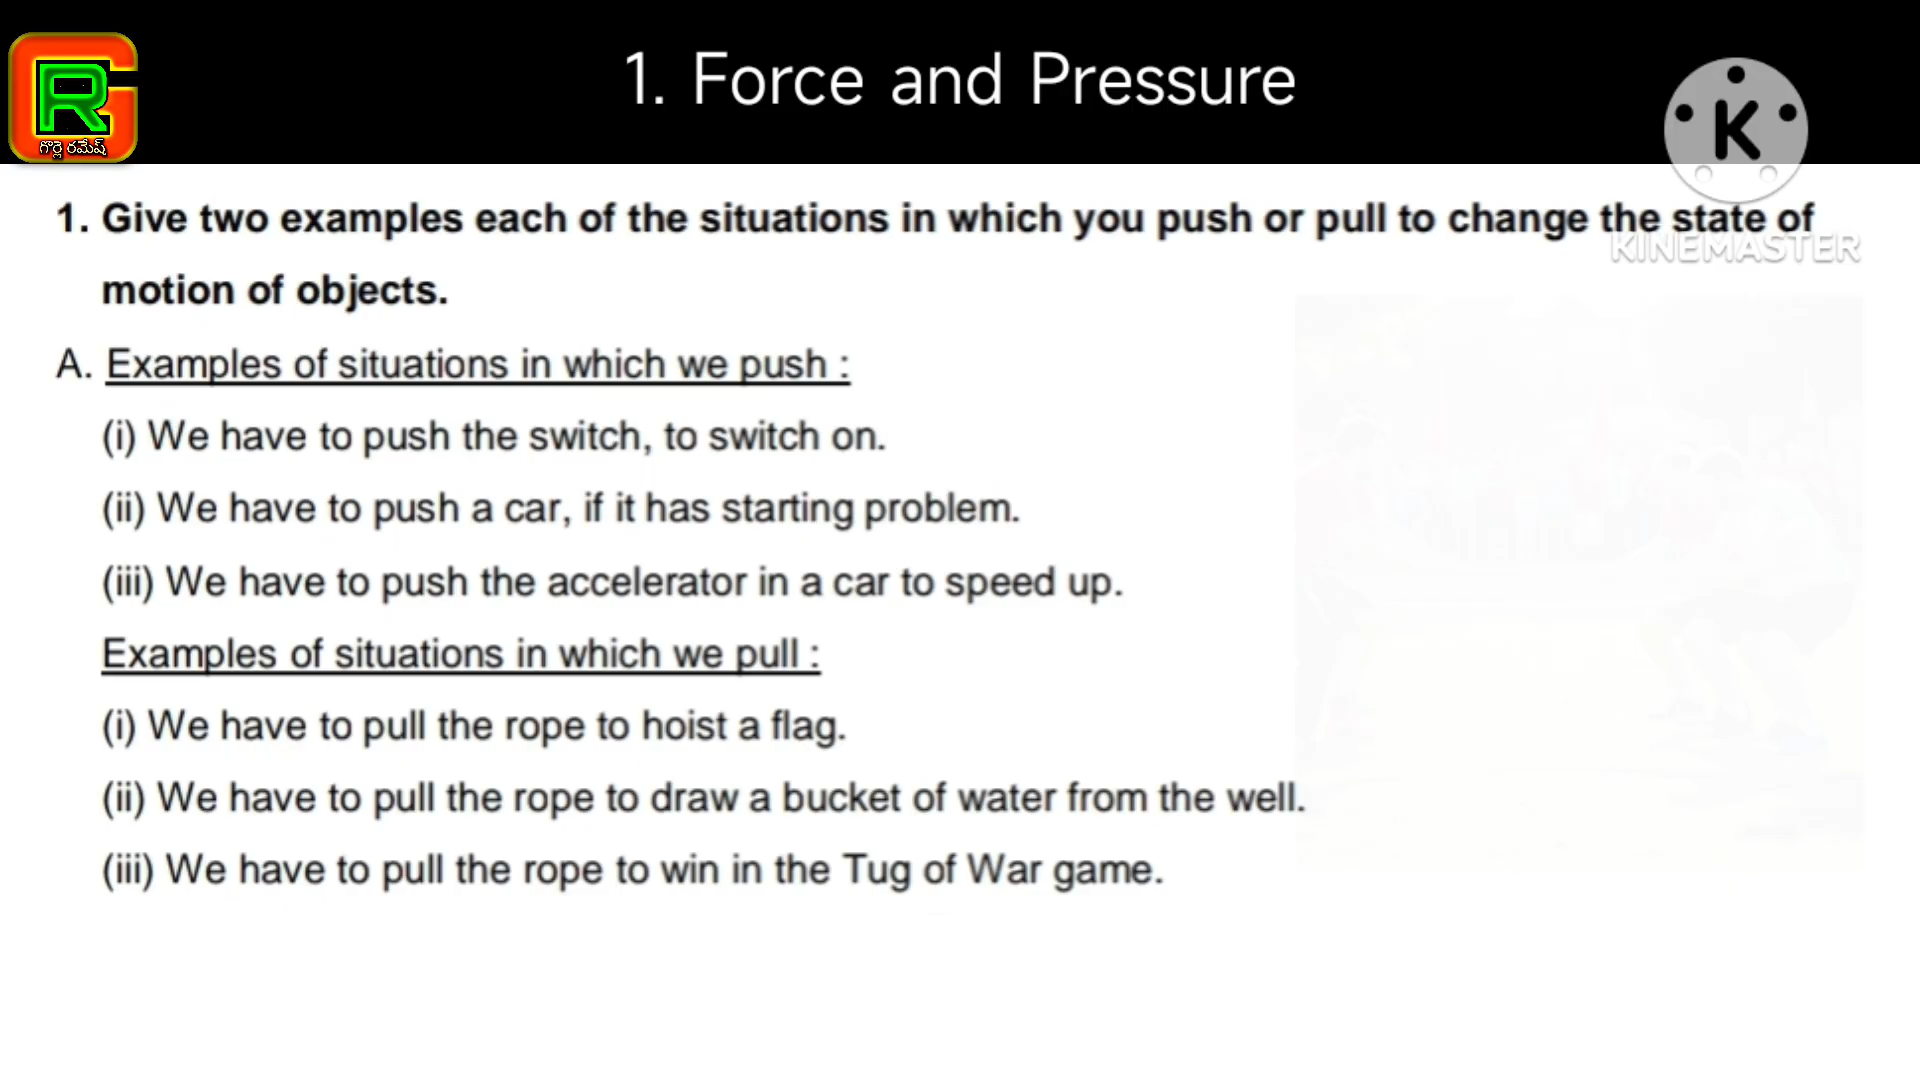 R
గొర్లె రమేష్
1. Force and Pressure
K
KINEMASTER
1. Give two examples each of the situations in which you push or pull to change the state of
motion of objects.
A. Examples of situations in which we push :
(i) We have to push the switch, to switch on.
(ii) We have to push a car, if it has starting problem.
(iii) We have to push the accelerator in a car to speed up.
Examples of situations in which we pull :
(i) We have to pull the rope to hoist a flag.
(ii) We have to pull the rope to draw a bucket of water from the well.
(iii) We have to pull the rope to win in the Tug of War game.